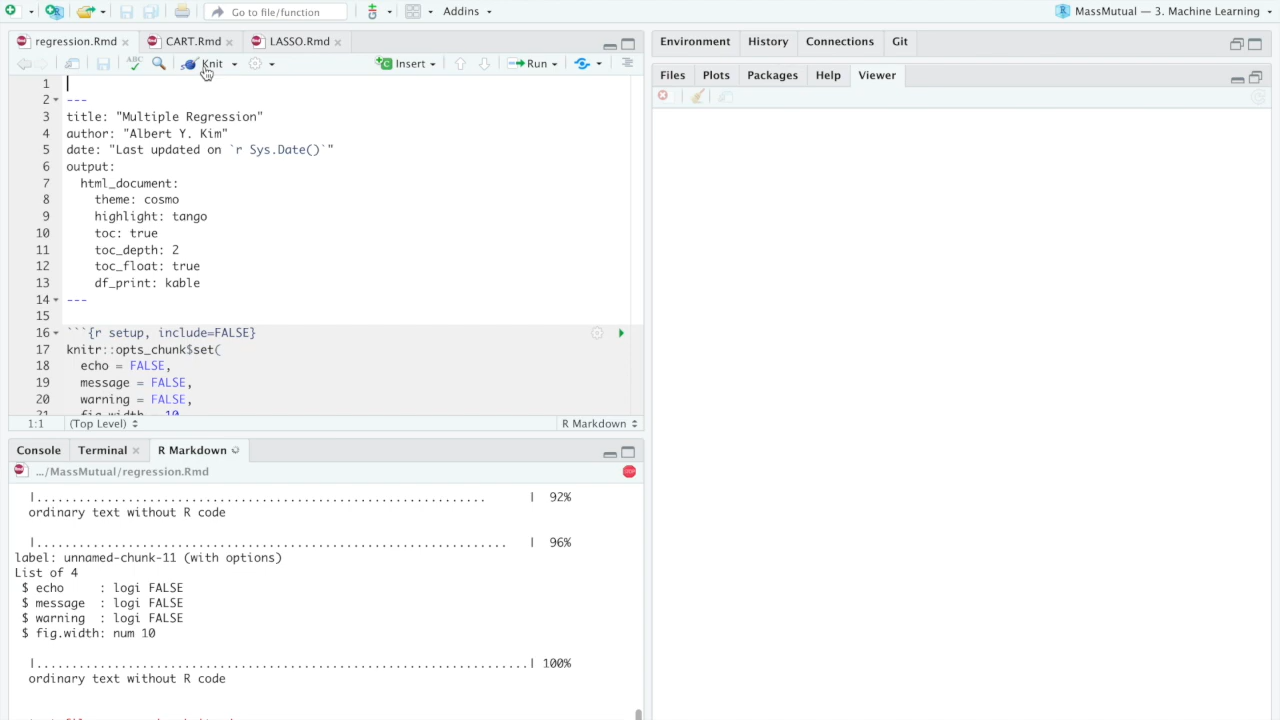 Go to file/function
Addins
MassMutual — 3. Machine Learning
regression.Rmd
CART.Rmd
LASSO.Rmd
ABC
Knit
Insert
Run
1
2 ---
3 title: "Multiple Regression"
4 author: "Albert Y. Kim"
5 date: "Last updated on `r Sys.Date()`"
6 output:
7 html_document:
8 theme: cosmo
9 highlight: tango
10 toc: true
11 toc_depth: 2
12 toc_float: true
13 df_print: kable
14 ---
15
16 ```{r setup, include=FALSE}
17 knitr::opts_chunk$set(
18 echo = FALSE,
19 message = FALSE,
20 warning = FALSE,
21 fig.width = 10
1:1 (Top Level) R Markdown
Console Terminal R Markdown
.../MassMutual/regression.Rmd
STOP
|................................................................. | 92%
ordinary text without R code
|.................................................................... | 96%
label: unnamed-chunk-11 (with options)
List of 4
$ echo : logi FALSE
$ message : logi FALSE
$ warning : logi FALSE
$ fig.width: num 10
|.......................................................................| 100%
ordinary text without R code
Environment History Connections Git
Files Plots Packages Help Viewer